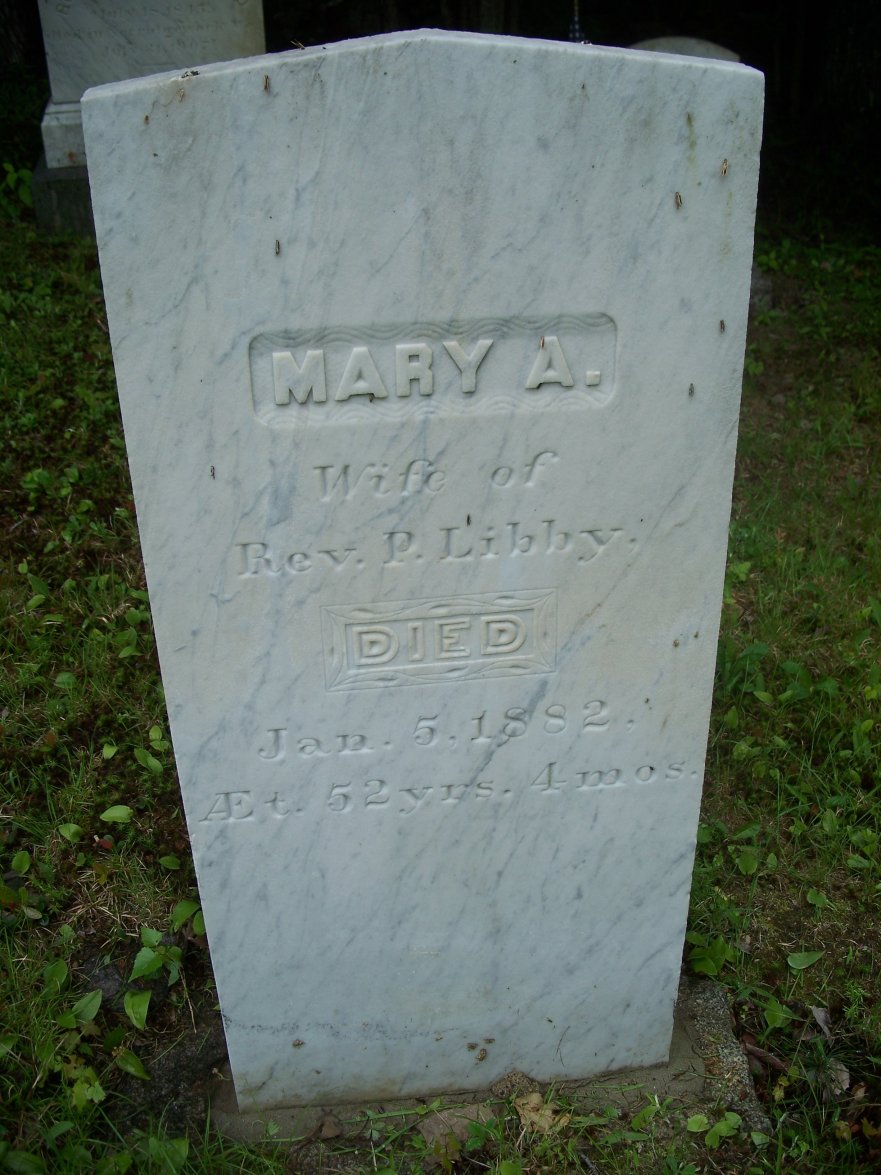 MARY A.
Wife of
Rev. P. Libby,
DIED
Jan. 5, 1882,
Æt. 52 yrs. 4 mos.